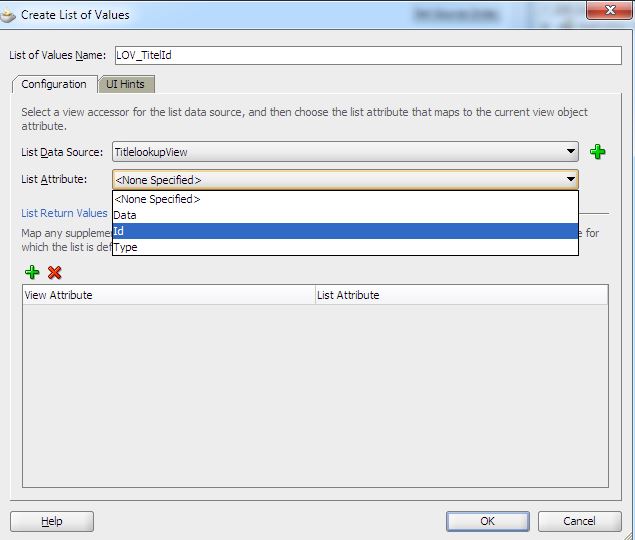 Create List of Values
List of Values Name: LOV_TitelId
Configuration UI Hints
Select a view accessor for the list data source, and then choose the list attribute that maps to the current view object
attribute.
List Data Source: TitlelookupView
List Attribute: <None Specified>
<None Specified>
Data
List Return Values
Id
Map any supplem e for
Type
which the list is def
View Attribute List Attribute
Help OK Cancel